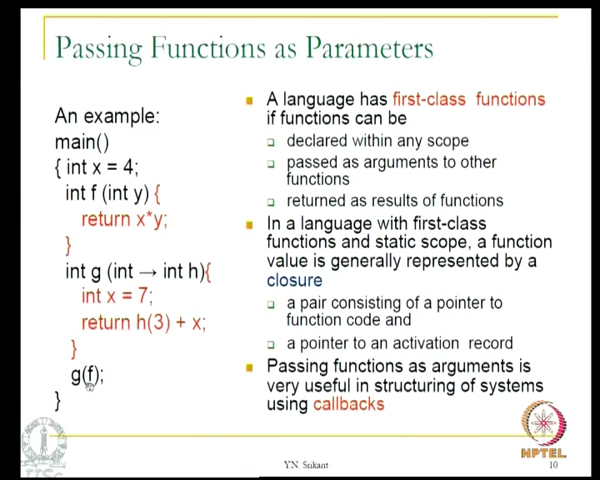 Passing Functions as Parameters
An example:
main()
{ int x = 4;
int f (int y) {
return x*y;
}
int g (int → int h){
int x = 7;
return h(3) + x;
}
g(f);
}
A language has first-class functions
if functions can be
declared within any scope
passed as arguments to other
functions
returned as results of functions
In a language with first-class
functions and static scope, a function
value is generally represented by a
closure
a pair consisting of a pointer to
function code and
a pointer to an activation record
Passing functions as arguments is
very useful in structuring of systems
using callbacks
NPTEL
Y.N. Srikant
10